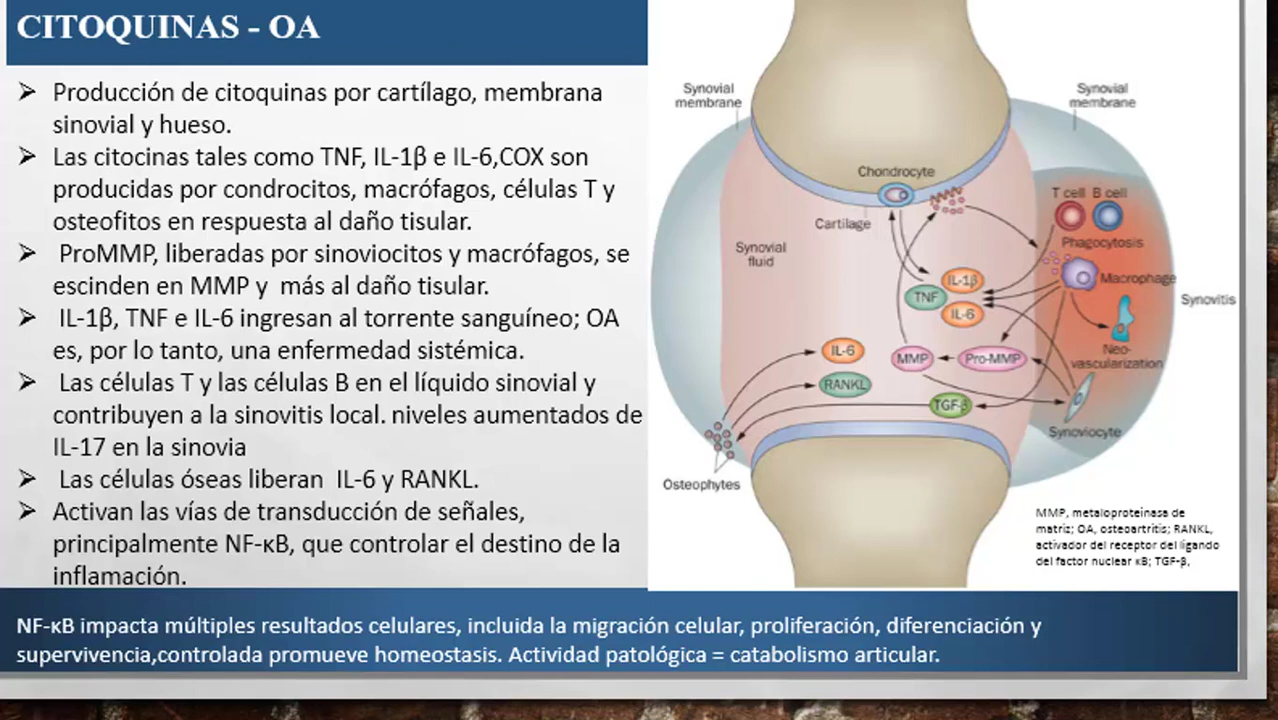 CITOQUINAS - OA
➢ Producción de citoquinas por cartílago, membrana
sinovial y hueso.
➢ Las citocinas tales como TNF, IL-1β e IL-6,COX son
producidas por condrocitos, macrófagos, células T y
osteofitos en respuesta al daño tisular.
➢ ProMMP, liberadas por sinoviocitos y macrófagos, se
escinden en MMP y más al daño tisular.
➢ IL-1β, TNF e IL-6 ingresan al torrente sanguíneo; OA
es, por lo tanto, una enfermedad sistémica.
➢ Las células T y las células B en el líquido sinovial y
contribuyen a la sinovitis local. niveles aumentados de
IL-17 en la sinovia
➢ Las células óseas liberan IL-6 y RANKL.
➢ Activan las vías de transducción de señales,
principalmente NF-κB, que controlar el destino de la
inflamación.
Synovial
membrane
Synovial
membrane
Chondrocyte
Cartilage
Synovial
fluid
T cell B cell
Phagocytosis
Macrophage
Synovitis
IL-1β
TNF
IL-6
Neo-
vascularization
IL-6
MMP
Pro-MMP
RANKL
TGF-β
Synoviocyte
Osteophytes
MMP, metaloproteinasa de
matriz; OA, osteoartritis; RANKL,
activador del receptor del ligando
del factor nuclear κB; TGF-β,
NF-κB impacta múltiples resultados celulares, incluida la migración celular, proliferación, diferenciación y
supervivencia,controlada promueve homeostasis. Actividad patológica = catabolismo articular.